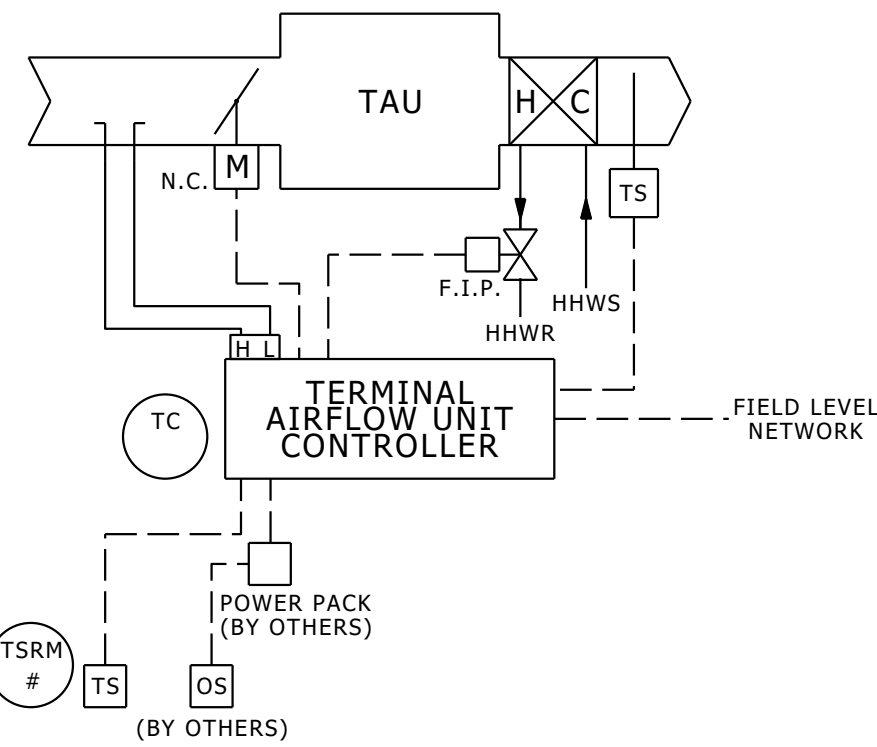 TAU
H C
M
N.C.
TS
F.I.P.
HHWS
HHWR
H L
TERMINAL
AIRFLOW UNIT
CONTROLLER
TC
FIELD LEVEL
NETWORK
POWER PACK
(BY OTHERS)
TSRM
#
TS
OS
(BY OTHERS)